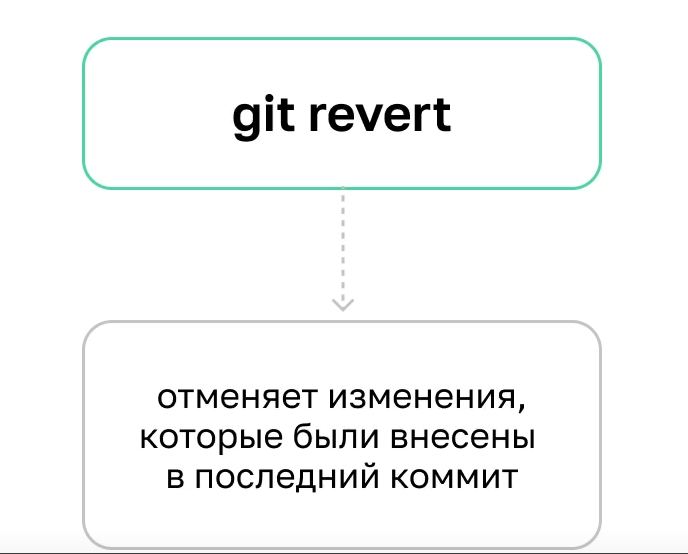 git revert
отменяет изменения,
которые были внесены
в последний коммит